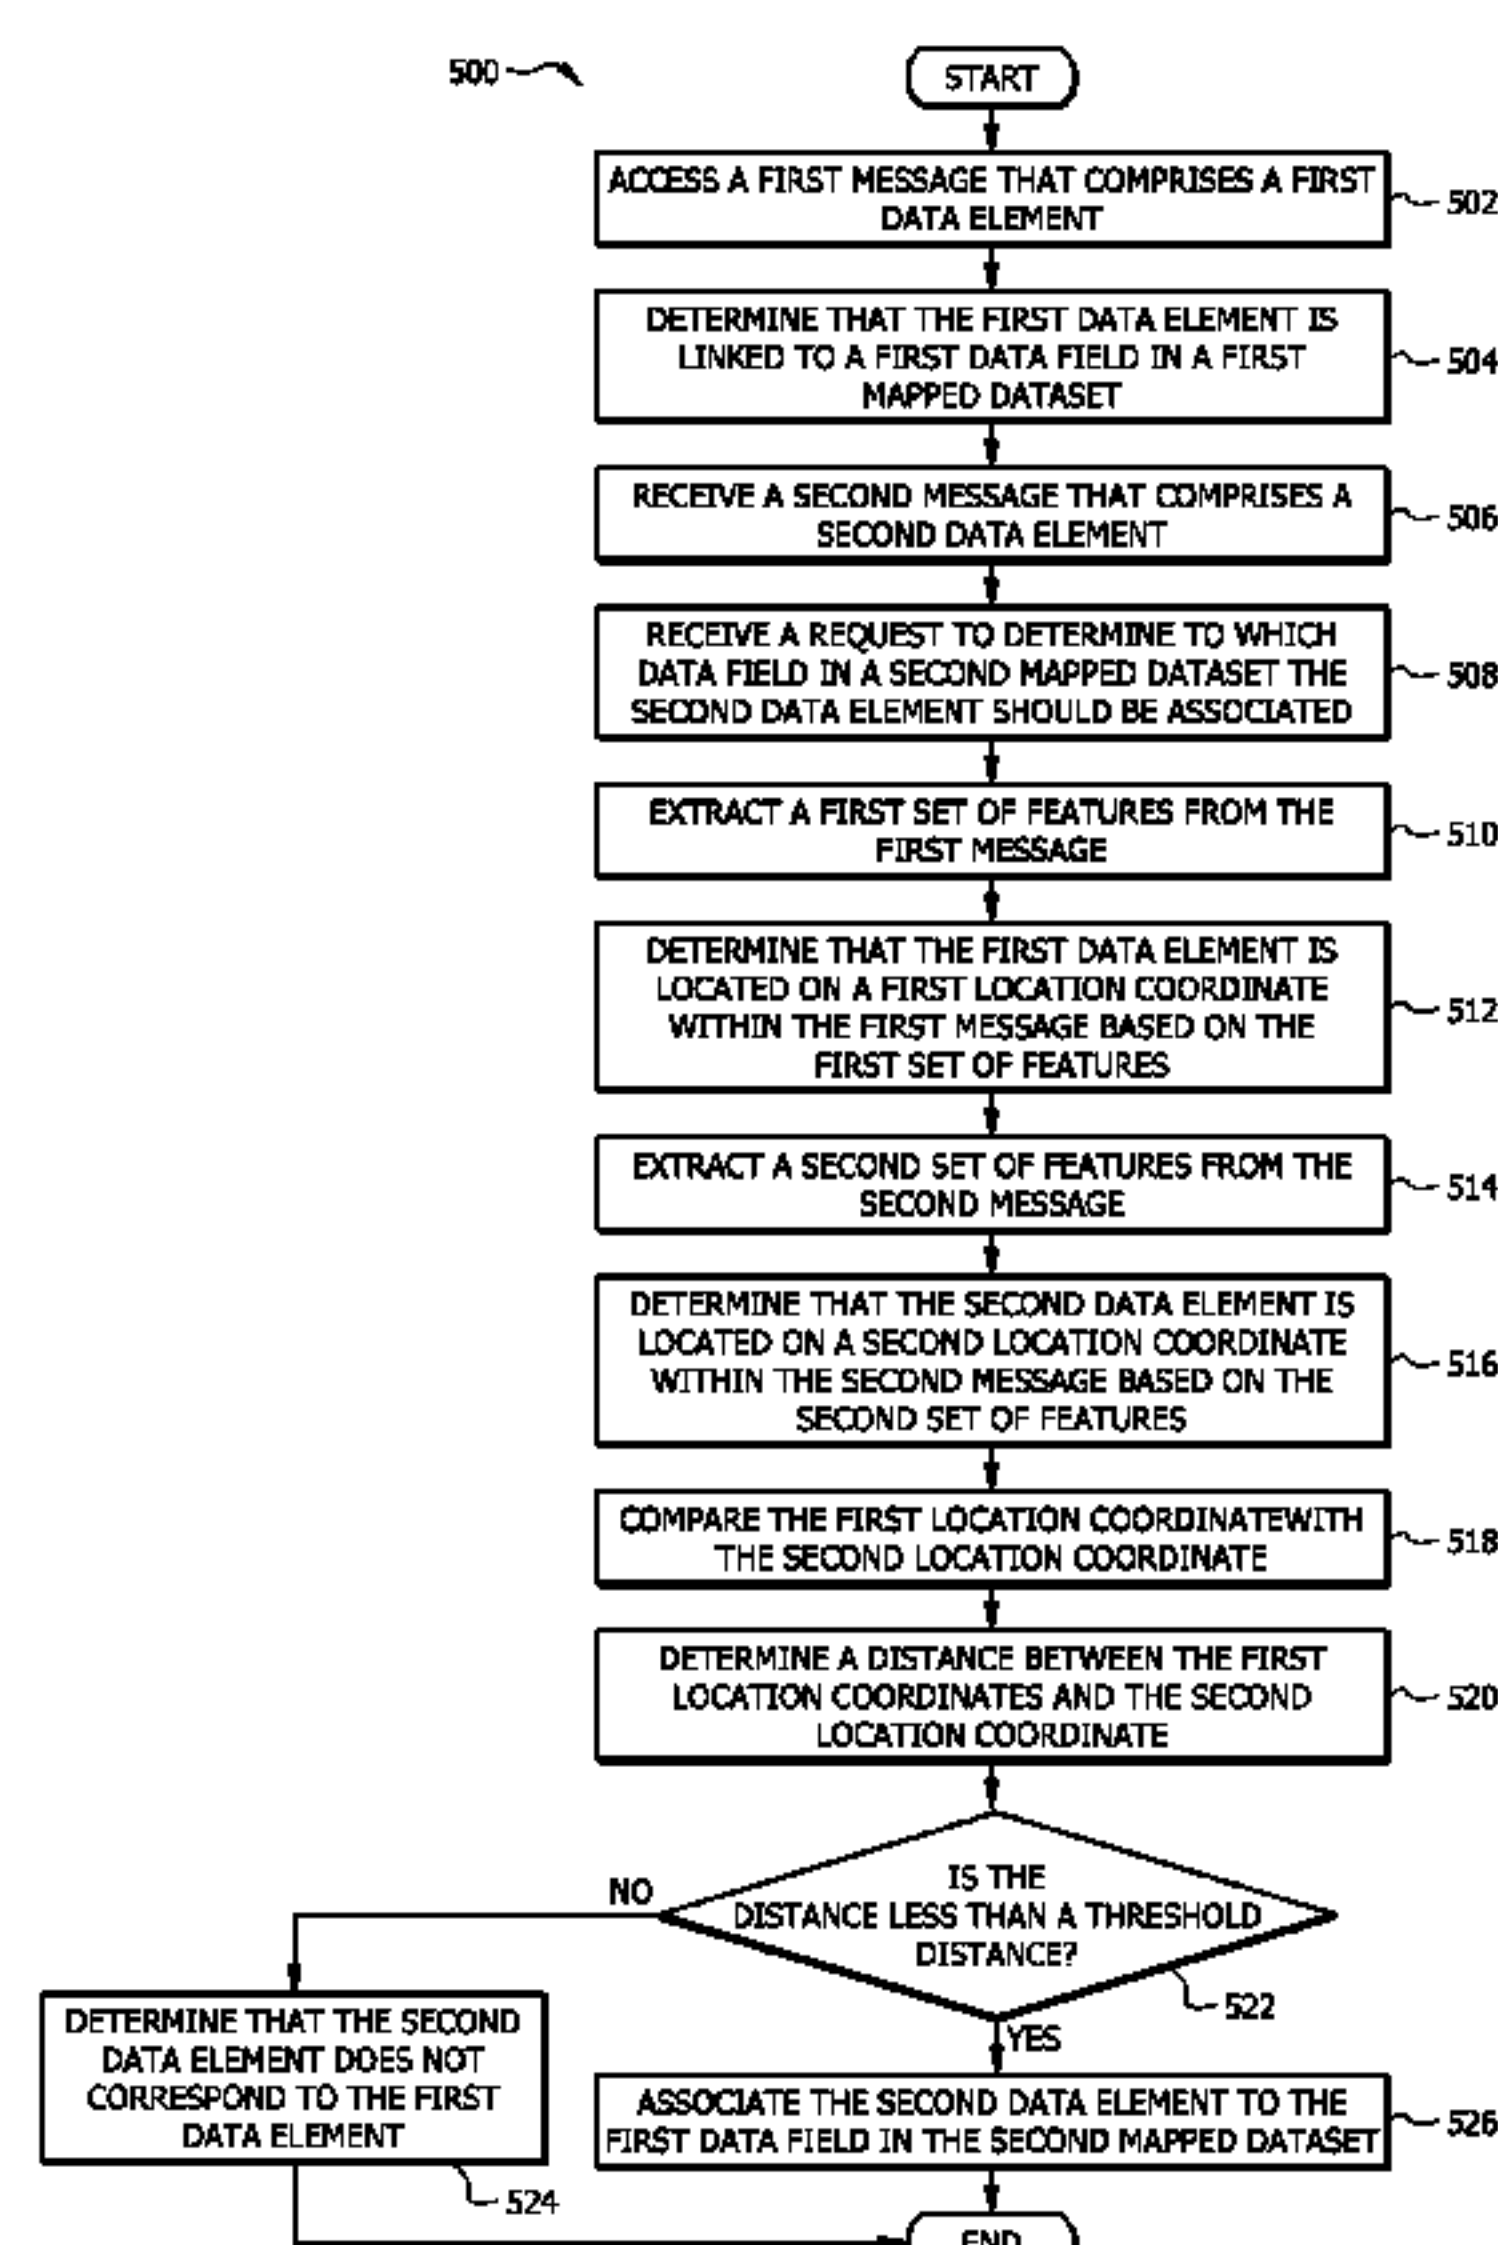 500
START
ACCESS A FIRST MESSAGE THAT COMPRISES A FIRST
DATA ELEMENT
502
DETERMINE THAT THE FIRST DATA ELEMENT IS
LINKED TO A FIRST DATA FIELD IN A FIRST
MAPPED DATASET
504
RECEIVE A SECOND MESSAGE THAT COMPRISES A
SECOND DATA ELEMENT
506
RECEIVE A REQUEST TO DETERMINE TO WHICH
DATA FIELD IN A SECOND MAPPED DATASET THE
SECOND DATA ELEMENT SHOULD BE ASSOCIATED
508
EXTRACT A FIRST SET OF FEATURES FROM THE
FIRST MESSAGE
510
DETERMINE THAT THE FIRST DATA ELEMENT IS
LOCATED ON A FIRST LOCATION COORDINATE
WITHIN THE FIRST MESSAGE BASED ON THE
FIRST SET OF FEATURES
512
EXTRACT A SECOND SET OF FEATURES FROM THE
SECOND MESSAGE
514
DETERMINE THAT THE SECOND DATA ELEMENT IS
LOCATED ON A SECOND LOCATION COORDINATE
WITHIN THE SECOND MESSAGE BASED ON THE
SECOND SET OF FEATURES
516
COMPARE THE FIRST LOCATION COORDINATEWITH
THE SECOND LOCATION COORDINATE
518
DETERMINE A DISTANCE BETWEEN THE FIRST
LOCATION COORDINATES AND THE SECOND
LOCATION COORDINATE
520
IS THE
DISTANCE LESS THAN A THRESHOLD
DISTANCE?
522
NO
YES
DETERMINE THAT THE SECOND
DATA ELEMENT DOES NOT
CORRESPOND TO THE FIRST
DATA ELEMENT
524
ASSOCIATE THE SECOND DATA ELEMENT TO THE
FIRST DATA FIELD IN THE SECOND MAPPED DATASET
526
END